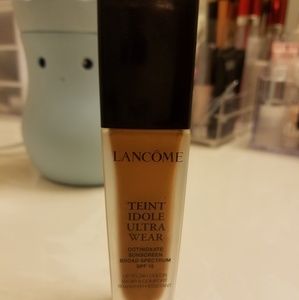 LANCÔME
TEINT
IDOLE
ULTRA
WEAR
OCTINOXATE
SUNSCREEN
BROAD SPECTRUM
SPF 15